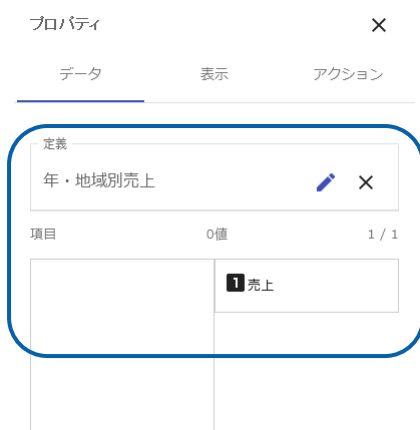 プロパティ
データ 表示 アクション
定義
年・地域別売上
項目 0値 1 / 1
1 売上